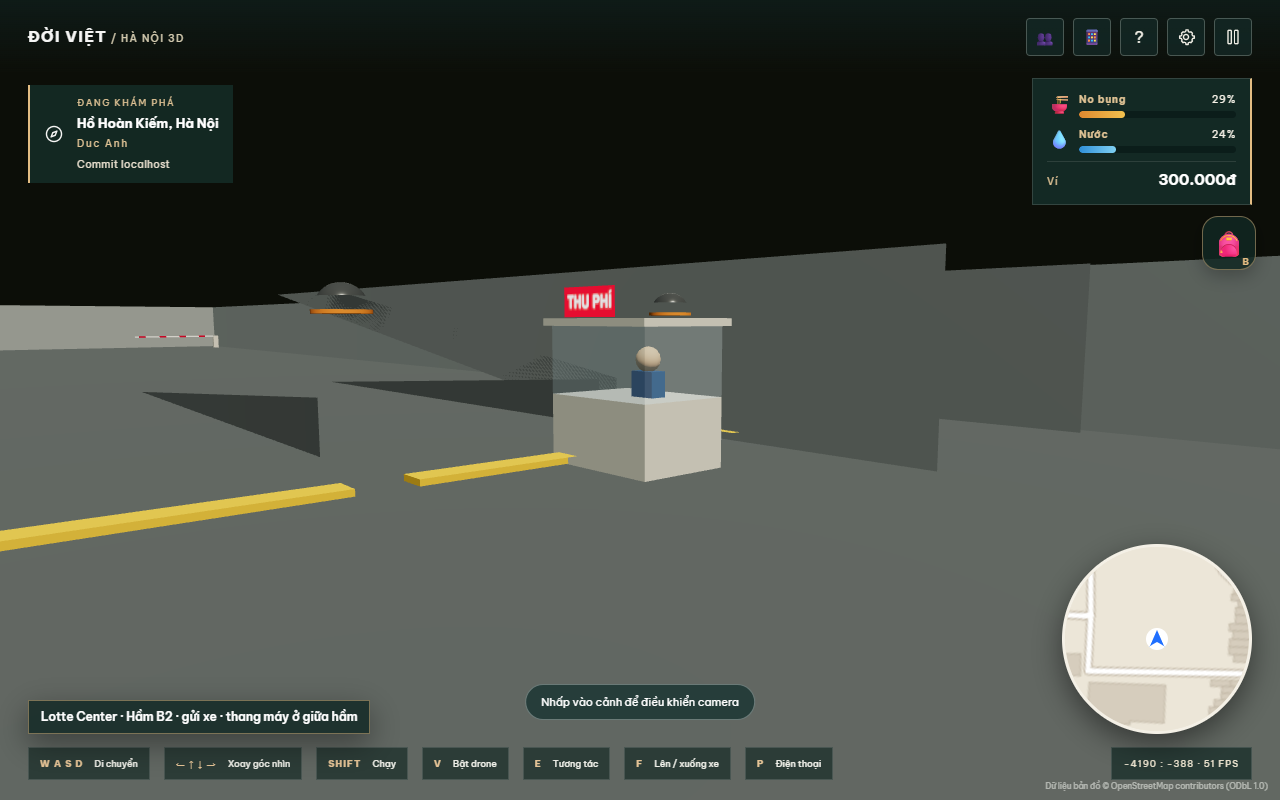 ĐỜI VIỆT / HÀ NỘI 3D
?
ĐANG KHÁM PHÁ
Hồ Hoàn Kiếm, Hà Nội
Duc Anh
Commit localhost
No bụng 29%
Nước 24%
Ví 300.000đ
B
THU PHÍ
Nhấp vào cảnh để điều khiển camera
Lotte Center · Hầm B2 · gửi xe · thang máy ở giữa hầm
W A S D Di chuyển
←↑↓→ Xoay góc nhìn
SHIFT Chạy
V Bật drone
E Tương tác
F Lên / xuống xe
P Điện thoại
-4190 : -388 · 51 FPS
Dữ liệu bản đồ © OpenStreetMap contributors (ODbL 1.0)